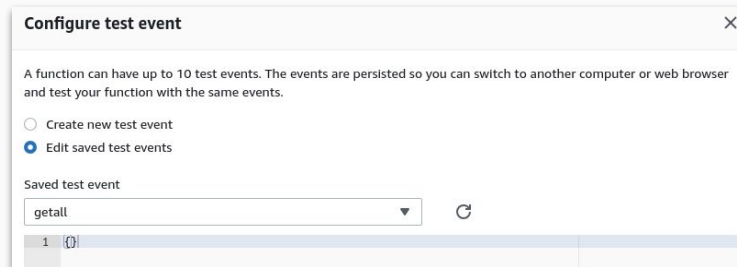 Configure test event
A function can have up to 10 test events. The events are persisted so you can switch to another computer or web browser
and test your function with the same events.
Create new test event
Edit saved test events
Saved test event
getall
1 {}